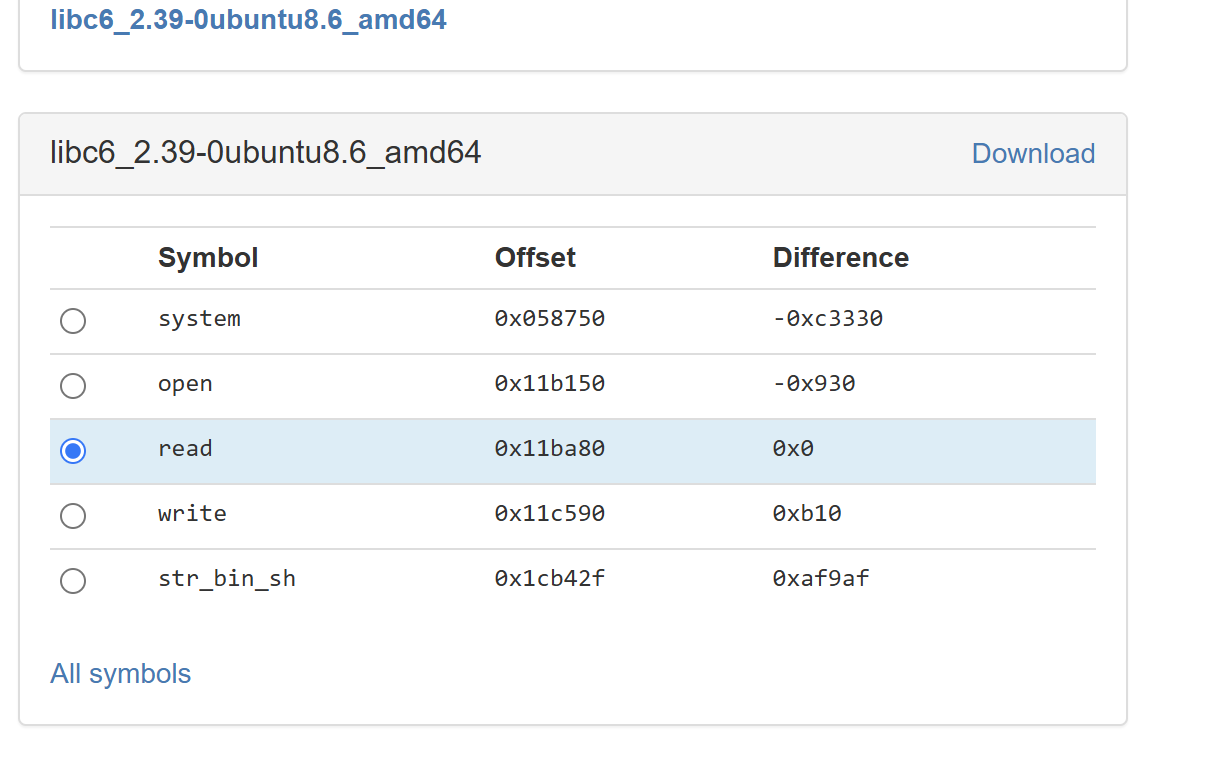 libc6_2.39-0ubuntu8.6_amd64
libc6_2.39-0ubuntu8.6_amd64 Download
Symbol Offset Difference
system 0x058750 -0xc3330
open 0x11b150 -0x930
read 0x11ba80 0x0
write 0x11c590 0xb10
str_bin_sh 0x1cb42f 0xaf9af
All symbols